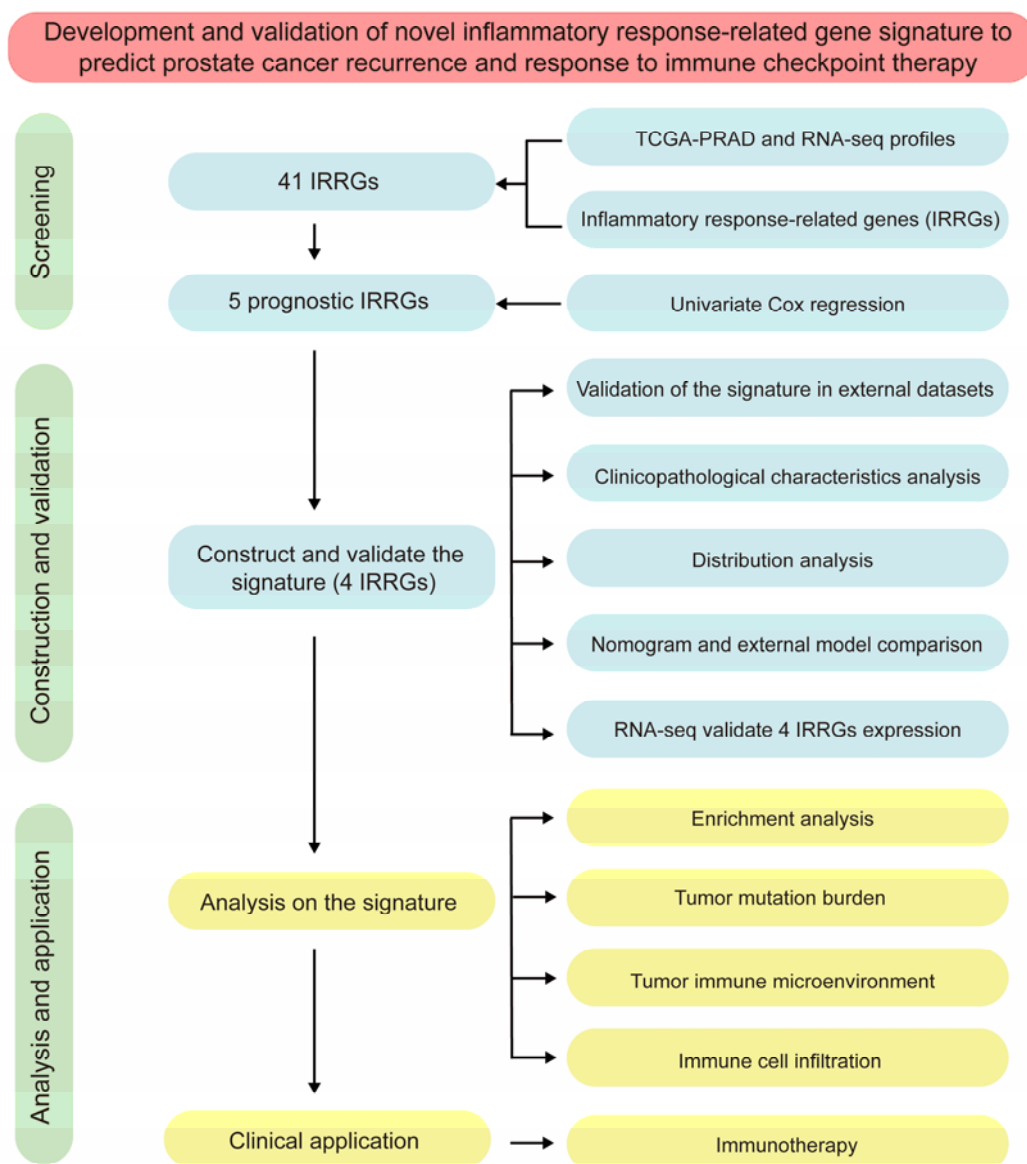 Development and validation of novel inflammatory response-related gene signature to
predict prostate cancer recurrence and response to immune checkpoint therapy
Screening
TCGA-PRAD and RNA-seq profiles
41 IRRGs
Inflammatory response-related genes (IRRGs)
5 prognostic IRRGs
Univariate Cox regression
Construction and validation
Validation of the signature in external datasets
Clinicopathological characteristics analysis
Construct and validate the
signature (4 IRRGs)
Distribution analysis
Nomogram and external model comparison
RNA-seq validate 4 IRRGs expression
Analysis and application
Enrichment analysis
Analysis on the signature
Tumor mutation burden
Tumor immune microenvironment
Immune cell infiltration
Clinical application
Immunotherapy